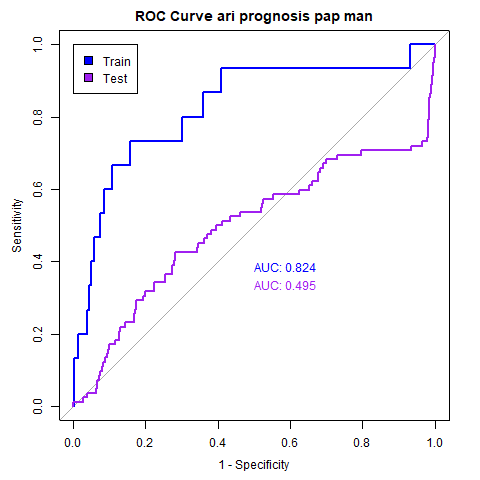 ROC Curve ari prognosis pap man
Train
Test
AUC: 0.824
AUC: 0.495
Sensitivity
0.0
0.2
0.4
0.6
0.8
1.0
0.0
0.2
0.4
0.6
0.8
1.0
1 - Specificity